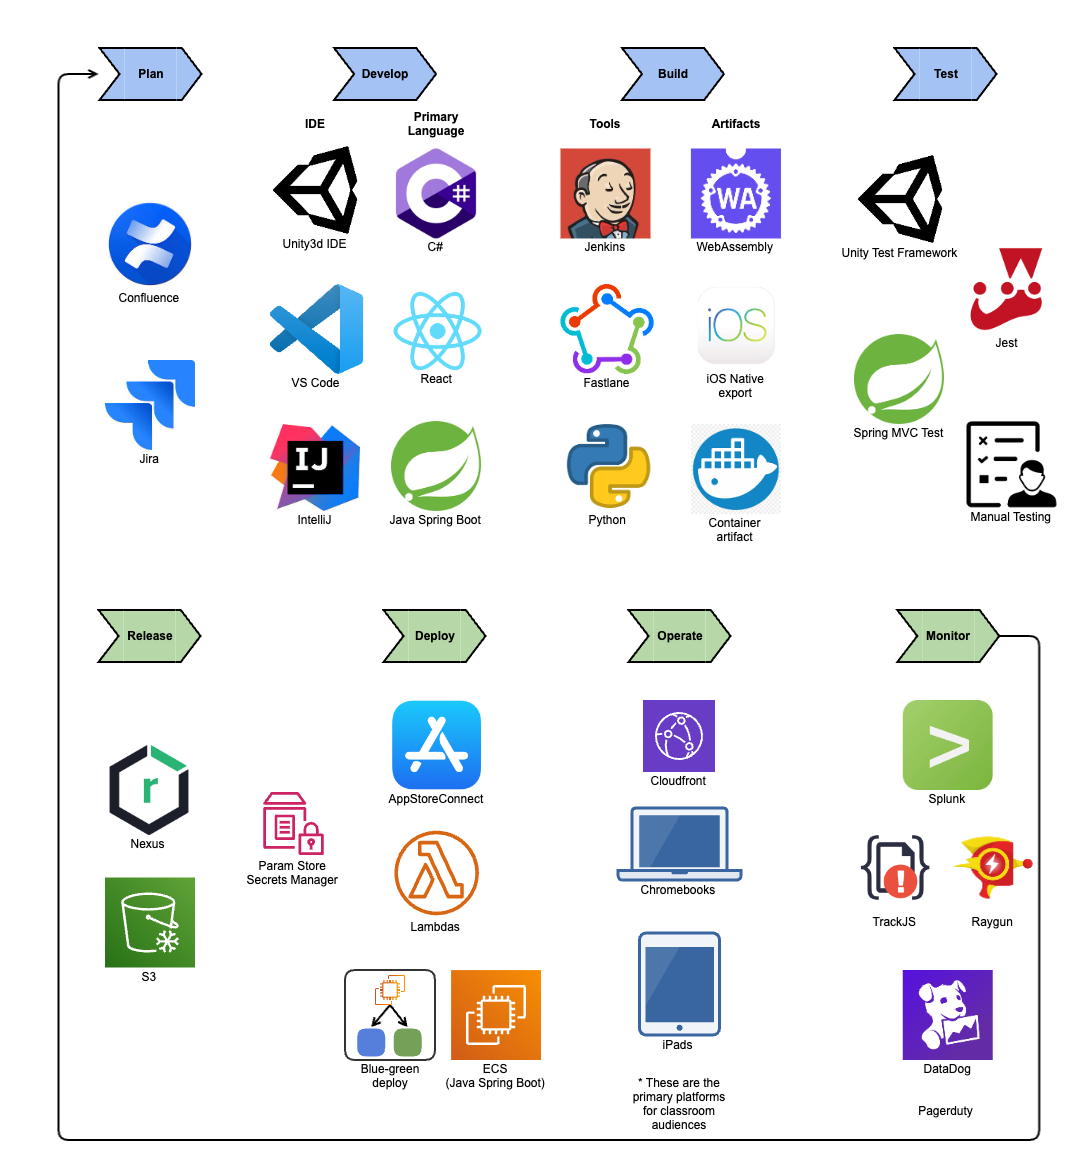 Plan
Develop
Build
Test
IDE
Primary
Language
Tools
Artifacts
Unity3d IDE
C#
Jenkins
WA
WebAssembly
Unity Test Framework
Confluence
VS Code
React
Fastlane
iOS
iOS Native
export
Jest
Spring MVC Test
Jira
IJ
IntelliJ
Java Spring Boot
Python
Container
artifact
Manual Testing
Release
Deploy
Operate
Monitor
r
Nexus
Param Store
Secrets Manager
AppStoreConnect
Cloudfront
>
Splunk
Lambdas
Chromebooks
TrackJS
Raygun
S3
Blue-green
deploy
ECS
(Java Spring Boot)
iPads
* These are the
primary platforms
for classroom
audiences
DataDog
Pagerduty